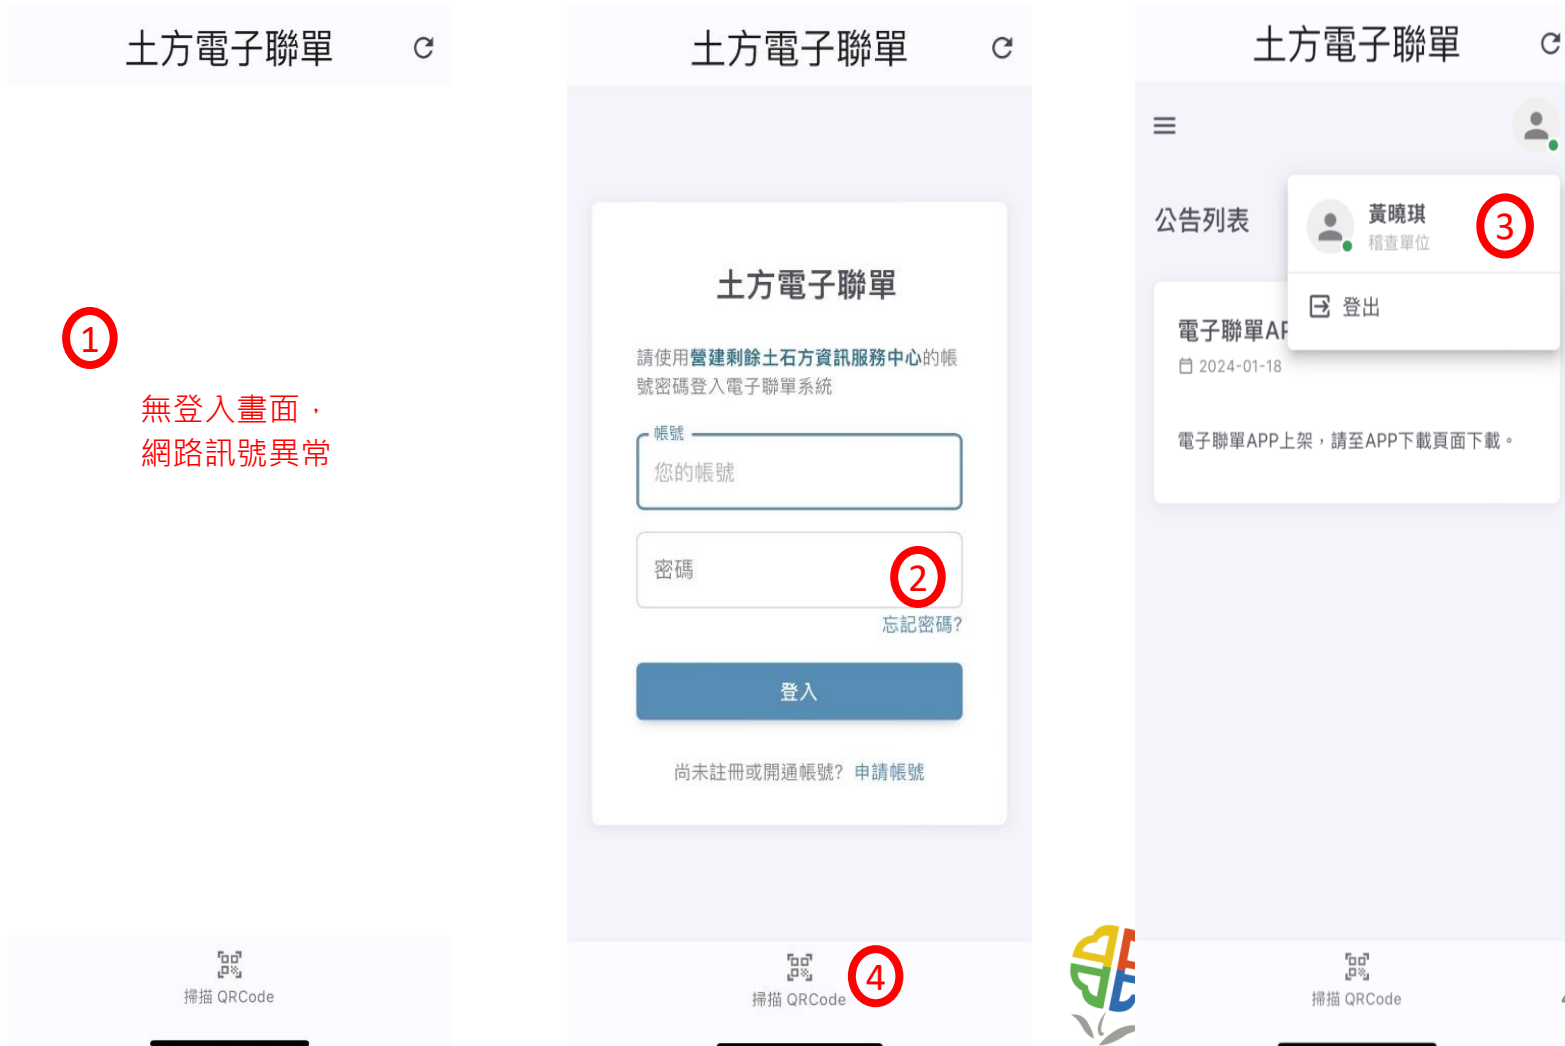 土方電子聯單
1
無登入畫面，
網路訊號異常
掃描 QRCode
土方電子聯單
土方電子聯單
請使用營建剩餘土石方資訊服務中心的帳
號密碼登入電子聯單系統
帳號
您的帳號
密碼
2
忘記密碼?
登入
尚未註冊或開通帳號? 申請帳號
掃描 QRCode
4
土方電子聯單
公告列表
黃曉琪
稽查單位
3
登出
電子聯單AP
2024-01-18
電子聯單APP上架，請至APP下載頁面下載。
掃描 QRCode